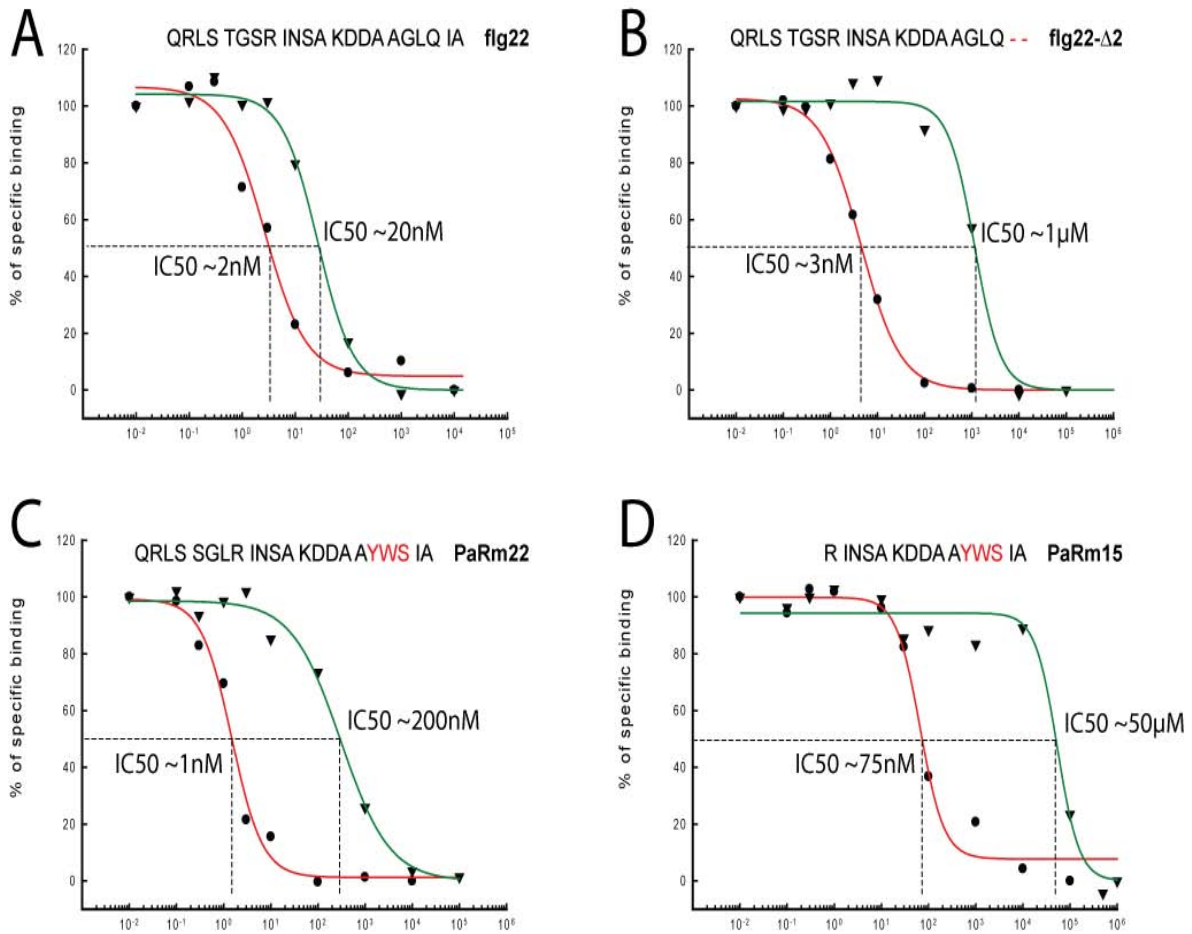 A
QRLS TGSR INSA KDDA AGLQ IA flg22
% of specific binding
120
100
80
60
40
20
0
IC50 ~20nM
IC50 ~2nM
10-2 10-1 100 101 102 103 104 105
B
QRLS TGSR INSA KDDA AGLQ - - flg22-Δ2
% of specific binding
120
100
80
60
40
20
0
IC50 ~1µM
IC50 ~3nM
10-2 10-1 100 101 102 103 104 105 106
C
QRLS SGLR INSA KDDA AYWS IA PaRm22
% of specific binding
120
100
80
60
40
20
0
IC50 ~200nM
IC50 ~1nM
10-2 10-1 100 101 102 103 104 105 106
D
R INSA KDDA AYWS IA PaRm15
% of specific binding
120
100
80
60
40
20
0
IC50 ~50µM
IC50 ~75nM
10-2 10-1 100 101 102 103 104 105 106